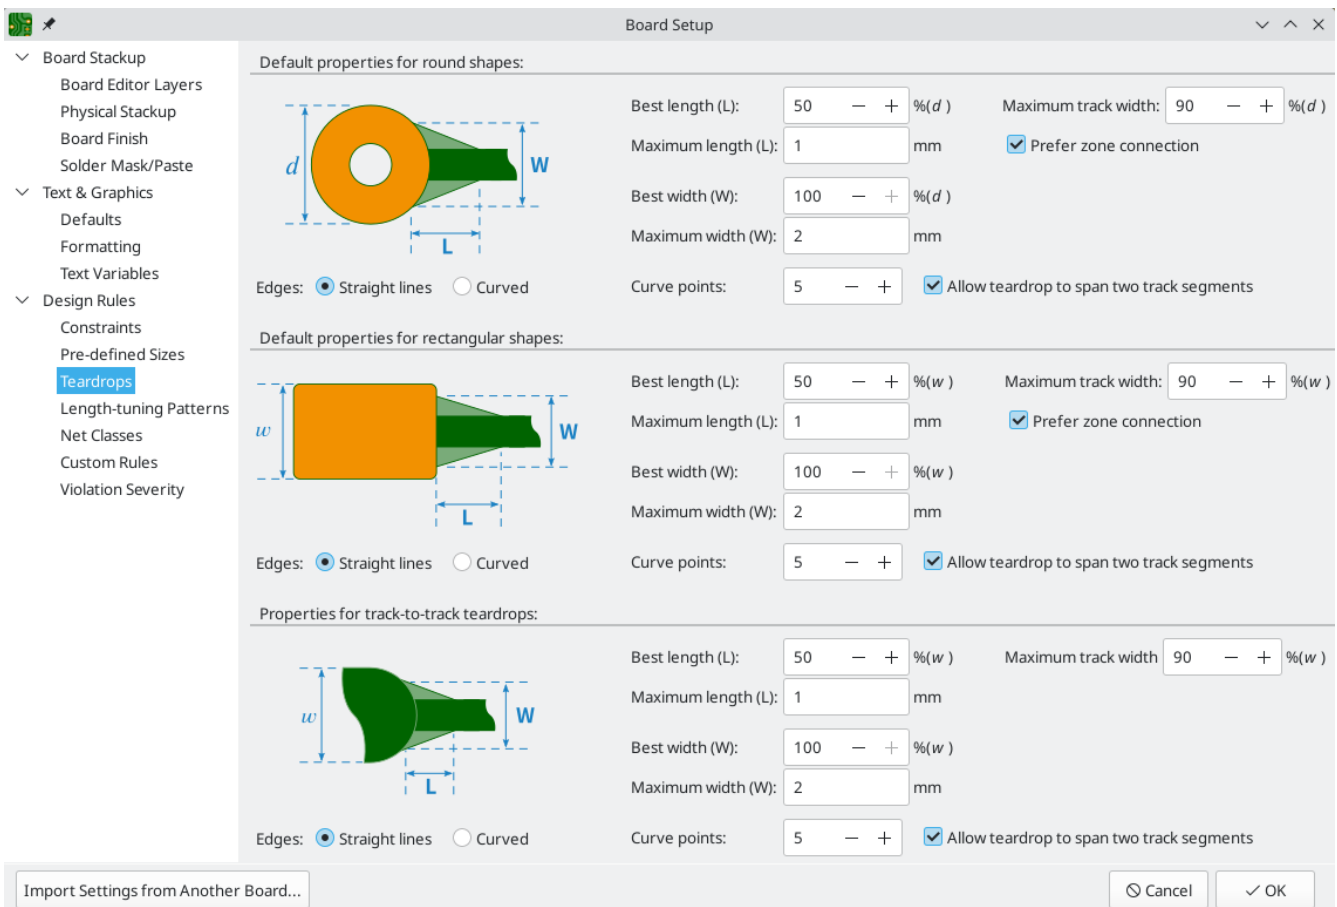 Board Setup
Board Stackup
Board Editor Layers
Physical Stackup
Board Finish
Solder Mask/Paste
Text & Graphics
Defaults
Formatting
Text Variables
Design Rules
Constraints
Pre-defined Sizes
Teardrops
Length-tuning Patterns
Net Classes
Custom Rules
Violation Severity
Default properties for round shapes:
d
W
L
Best length (L): 50 − + %(d ) Maximum track width: 90 − + %(d )
Maximum length (L): 1 mm Prefer zone connection
Best width (W): 100 − + %(d )
Maximum width (W): 2 mm
Edges: Straight lines Curved Curve points: 5 − + Allow teardrop to span two track segments
Default properties for rectangular shapes:
w
W
L
Best length (L): 50 − + %(w ) Maximum track width: 90 − + %(w )
Maximum length (L): 1 mm Prefer zone connection
Best width (W): 100 − + %(w )
Maximum width (W): 2 mm
Edges: Straight lines Curved Curve points: 5 − + Allow teardrop to span two track segments
Properties for track-to-track teardrops:
w
W
L
Best length (L): 50 − + %(w ) Maximum track width 90 − + %(w )
Maximum length (L): 1 mm
Best width (W): 100 − + %(w )
Maximum width (W): 2 mm
Edges: Straight lines Curved Curve points: 5 − + Allow teardrop to span two track segments
Import Settings from Another Board... Cancel OK